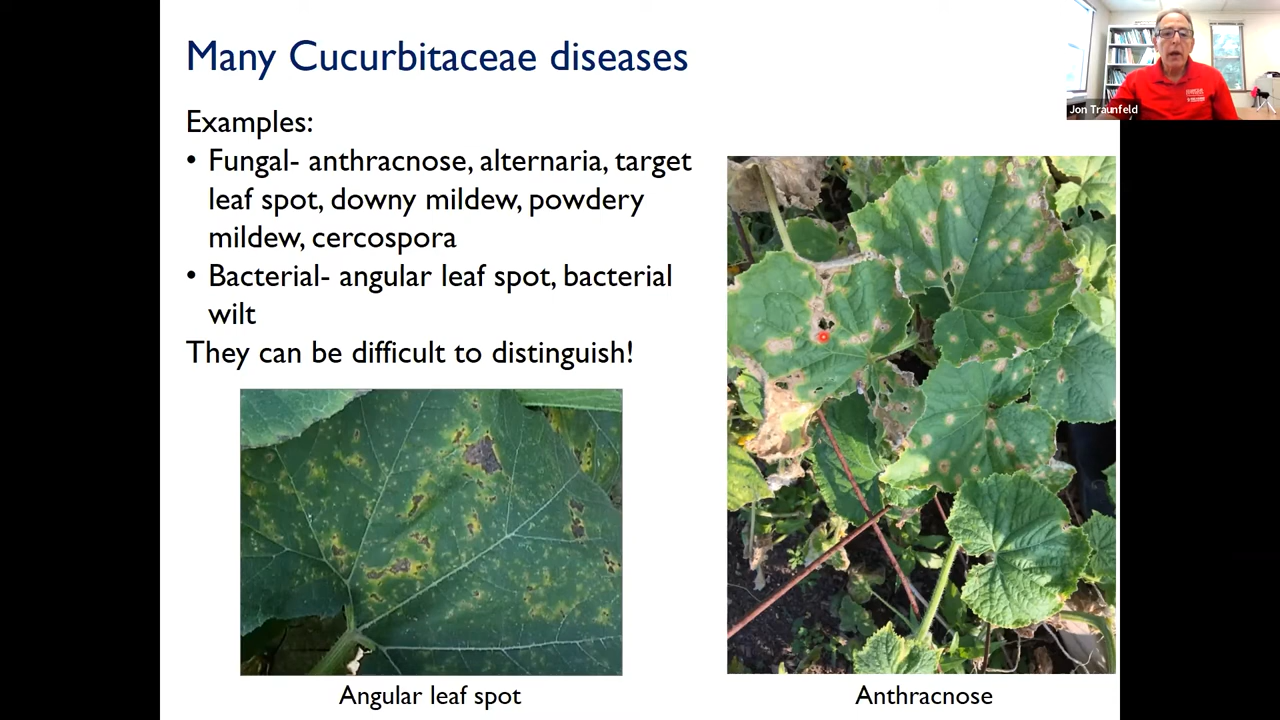 Many Cucurbitaceae diseases
Examples:
• Fungal- anthracnose, alternaria, target
leaf spot, downy mildew, powdery
mildew, cercospora
• Bacterial- angular leaf spot, bacterial
wilt
They can be difficult to distinguish!
Angular leaf spot
Anthracnose
Jon Traunfeld